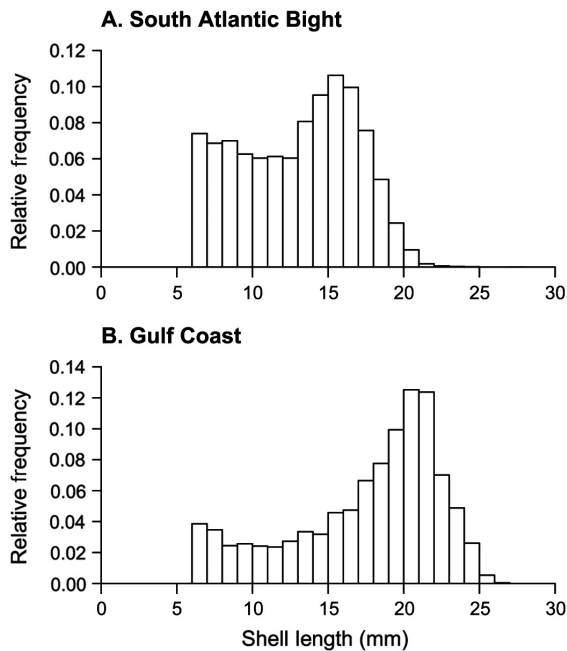 A. South Atlantic Bight
Relative frequency
0.12
0.10
0.08
0.06
0.04
0.02
0.00
0 5 10 15 20 25 30
B. Gulf Coast
Relative frequency
0.14
0.12
0.10
0.08
0.06
0.04
0.02
0.00
0 5 10 15 20 25 30
Shell length (mm)